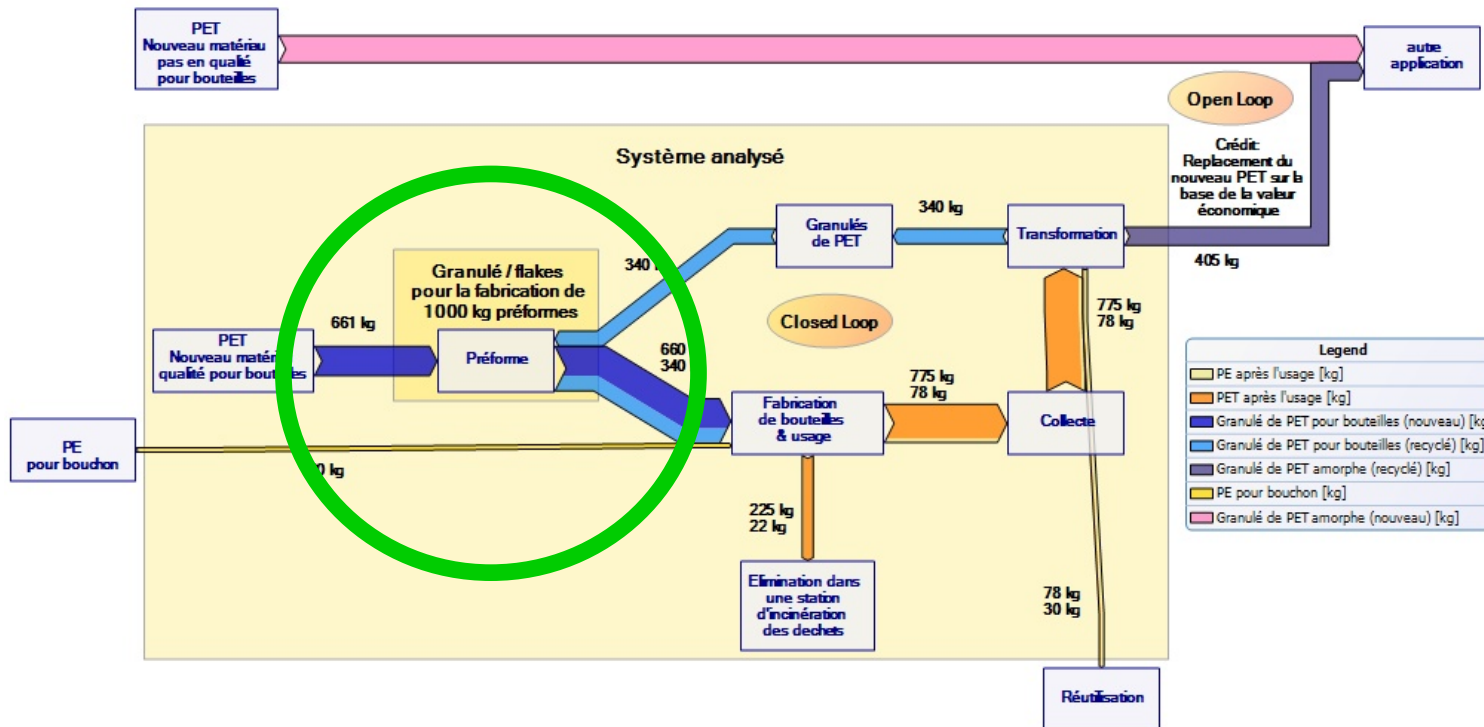 PET
Nouveau matériau
pas en qualité
pour bouteilles
autre
application
Open Loop
Crédit:
Replacement du
nouveau PET sur la
base de la valeur
économique
Système analysé
Granulés
de PET
340 kg
Transformation
405 kg
340
Granulé / flakes
pour la fabrication de
1000 kg préformes
775 kg
78 kg
Closed Loop
661 kg
PET
Nouveau
qualité pour
Préforme
660
340
775 kg
78 kg
Fabrication
de bouteilles
& usage
Collecte
PE
pour bouchon
kg
225 kg
22 kg
Elimination dans
une station
d'incinération
des dechets
78 kg
30 kg
Réutilisation
Legend
PE après l'usage [kg]
PET après l'usage [kg]
Granulé de PET pour bouteilles (nouveau) [kg
Granulé de PET pour bouteilles (recyclé) [kg]
Granulé de PET amorphe (recyclé) [kg]
PE pour bouchon [kg]
Granulé de PET amorphe (nouveau) [kg]